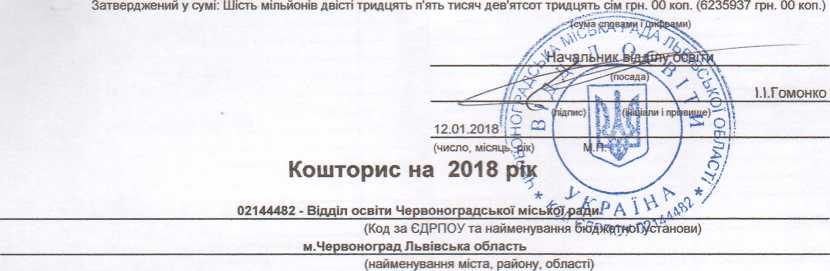 Затверджений у сумі: Шість мільйонів двісті тридцять п'ять тисяч дев'ятсот тридцять сім грн. 00 коп. (6235937 грн. 00 коп.)
(сума словами і цифрами)
Начальник відділу освіти
(посада)
І.І.Гомонко
(підпис) (ініціали і прізвище)
12.01.2018
(число, місяць, рік) М.П.
Кошторис на 2018 рік
02144482 - Відділ освіти Червоноградської міської ради
(Код за ЄДРПОУ та найменування бюджетної установи)
м.Червоноград Львівська область
(найменування міста, району, області)
ЧЕРВОНОГРАДСЬКА МІСЬКА РАДА ЛЬВІВСЬКОЇ ОБЛАСТІ
ВІДДІЛ ОСВІТИ
УКРАЇНА
* Код ЄДРПОУ 02144482 *